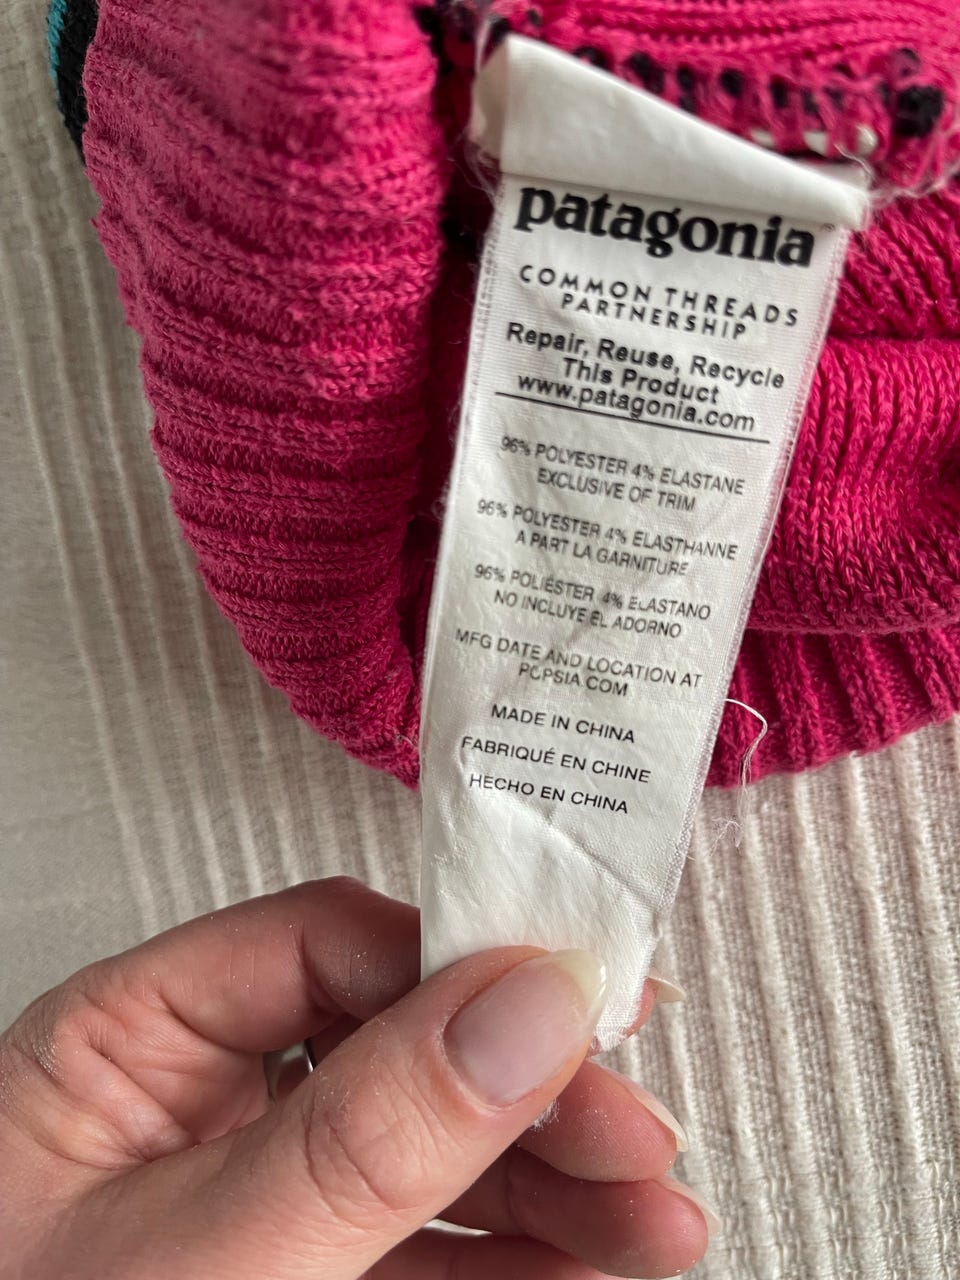 patagonia
COMMON THREADS
PARTNERSHIP
Repair, Reuse, Recycle
This Product
www.patagonia.com
96% POLYESTER 4% ELASTANE
EXCLUSIVE OF TRIM
96% POLYESTER 4% ELASTHANNE
A PART LA GARNITURE
96% POLIÉSTER 4% ELASTANO
NO INCLUYE EL ADORNO
MFG DATE AND LOCATION AT
PCPSIA.COM
MADE IN CHINA
FABRIQUÉ EN CHINE
HECHO EN CHINA